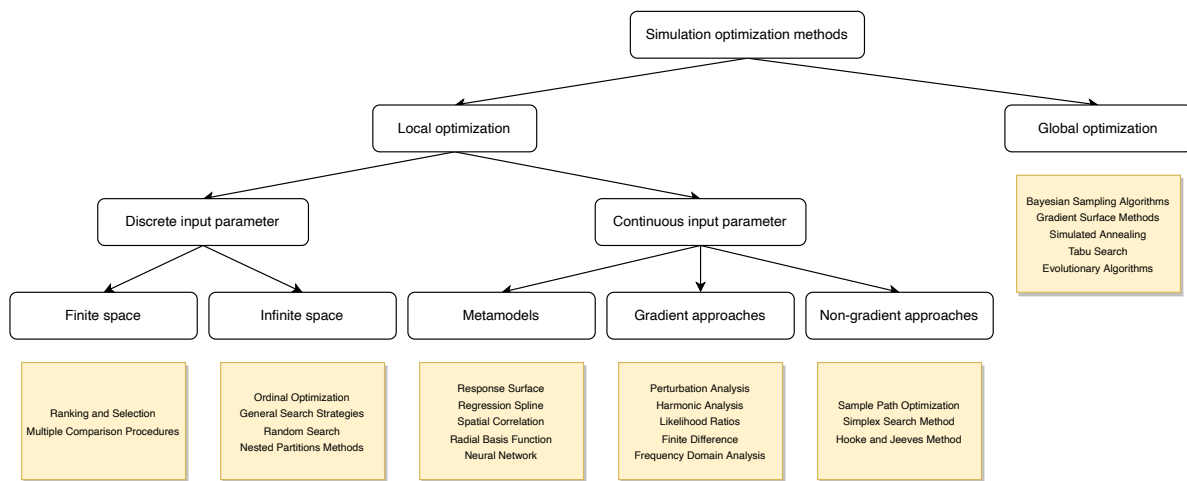 Simulation optimization methods
Local optimization
Global optimization
Discrete input parameter
Continuous input parameter
Bayesian Sampling Algorithms
Gradient Surface Methods
Simulated Annealing
Tabu Search
Evolutionary Algorithms
Finite space
Infinite space
Metamodels
Gradient approaches
Non-gradient approaches
Ranking and Selection
Multiple Comparison Procedures
Ordinal Optimization
General Search Strategies
Random Search
Nested Partitions Methods
Response Surface
Regression Spline
Spatial Correlation
Radial Basis Function
Neural Network
Perturbation Analysis
Harmonic Analysis
Likelihood Ratios
Finite Difference
Frequency Domain Analysis
Sample Path Optimization
Simplex Search Method
Hooke and Jeeves Method